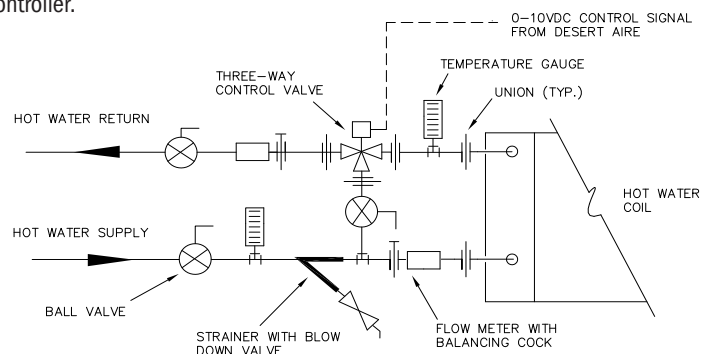 ontroller.
0-10VDC CONTROL SIGNAL
FROM DESERT AIRE
TEMPERATURE GAUGE
THREE-WAY
CONTROL VALVE
UNION (TYP.)
HOT WATER RETURN
HOT WATER
COIL
HOT WATER SUPPLY
BALL VALVE
STRAINER WITH BLOW
DOWN VALVE
FLOW METER WITH
BALANCING COCK